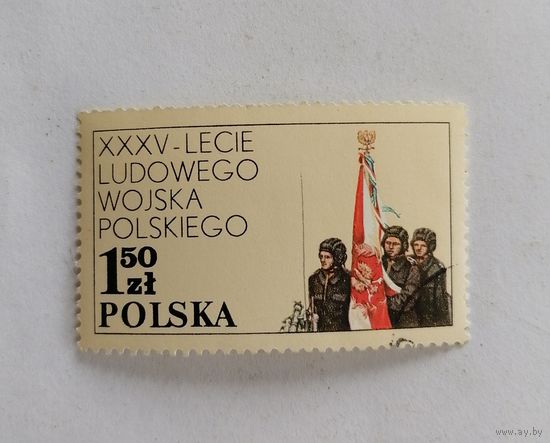 XXXV-LECIE
LUDOWEGO
WOJSKA
POLSKIEGO
1 50 zł
POLSKA
www.ay.by